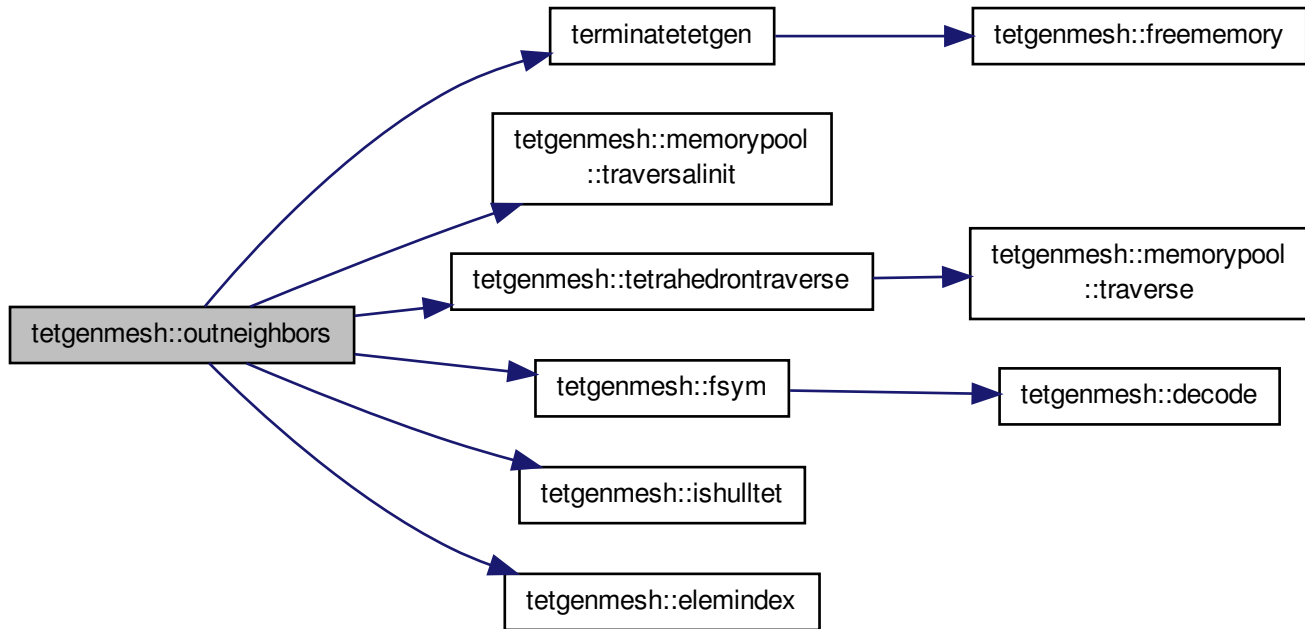 terminatetetgen
tetgenmesh::freememory
tetgenmesh::memorypool
::traversalinit
tetgenmesh::tetrahedrontraverse
tetgenmesh::memorypool
::traverse
tetgenmesh::outneighbors
tetgenmesh::fsym
tetgenmesh::decode
tetgenmesh::ishulltet
tetgenmesh::elemindex